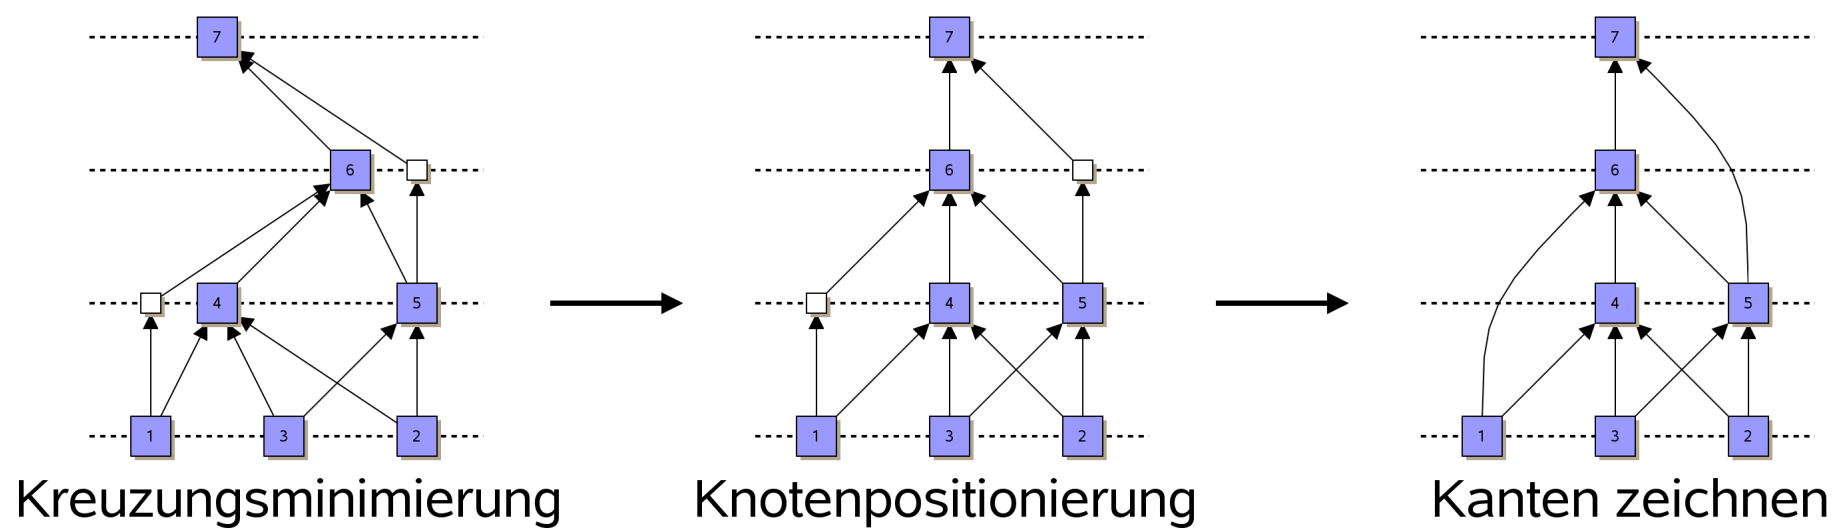 7 7 7
6 6 6
4 5 4 5 4 5
1 3 2 1 3 2 1 3 2
Kreuzungsminimierung Knotenpositionierung Kanten zeichnen